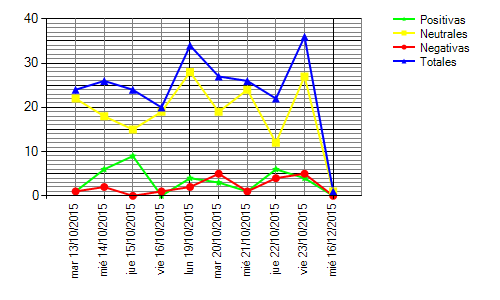 40
30
20
10
0
mar 13/10/2015
mié 14/10/2015
jue 15/10/2015
vie 16/10/2015
lun 19/10/2015
mar 20/10/2015
mié 21/10/2015
jue 22/10/2015
vie 23/10/2015
mié 16/12/2015
Positivas
Neutrales
Negativas
Totales